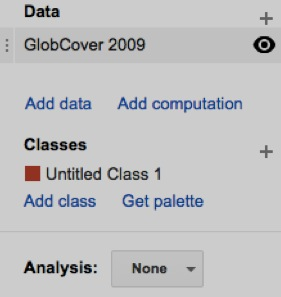 Data
GlobCover 2009
Add data Add computation
Classes
Untitled Class 1
Add class Get palette
Analysis: None